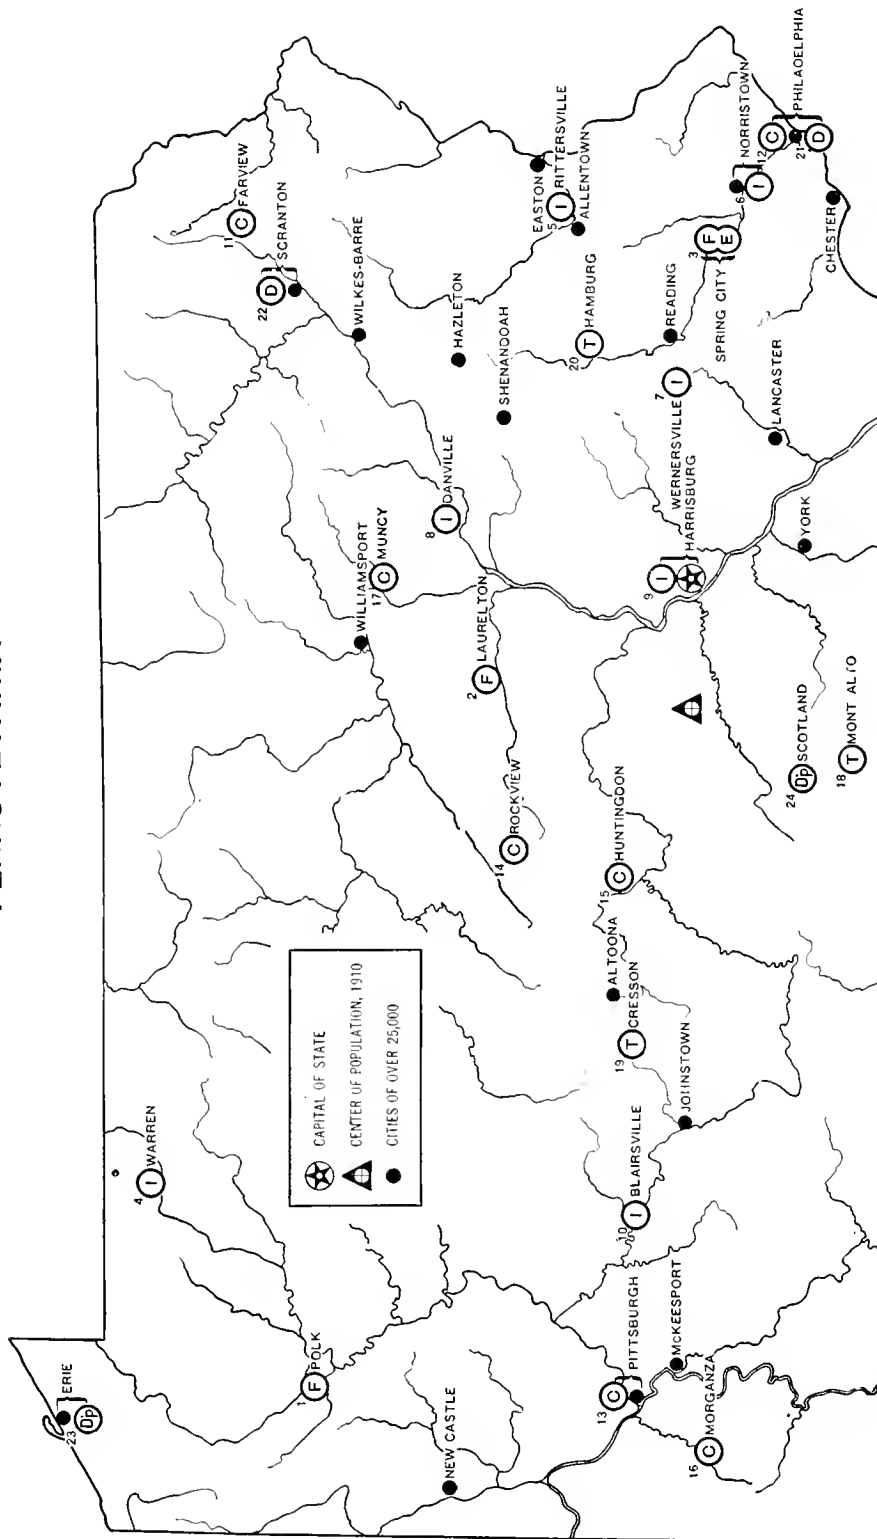 23
ERIE
Dp
4
I
WARREN
1
F
POLK
NEW CASTLE
13
C
PITTSBURGH
McKEESPORT
16
C
MORGANZA
10
I
BLAIRSVILLE
JOHNSTOWN
19
T
CRESSON
ALTOONA
15
C
HUNTINGDON
14
C
ROCKVIEW
2
F
LAURELTON
WILLIAMSPORT
17
C
MUNCY
8
I
DANVILLE
22
D
SCRANTON
11
C
FARVIEW
WILKES-BARRE
HAZLETON
SHENANDOAH
EASTON
5
I
RITTERSVILLE
ALLENTOWN
20
T
HAMBURG
READING
7
I
WERNERSVILLE
9
I
HARRISBURG
3
F
E
SPRING CITY
6
I
NORRISTOWN
12
C
21
D
PHILADELPHIA
CHESTER
LANCASTER
YORK
24
Dp
SCOTLAND
18
T
MONT ALTO
CAPITAL OF STATE
CENTER OF POPULATION, 1910
CITIES OF OVER 25,000